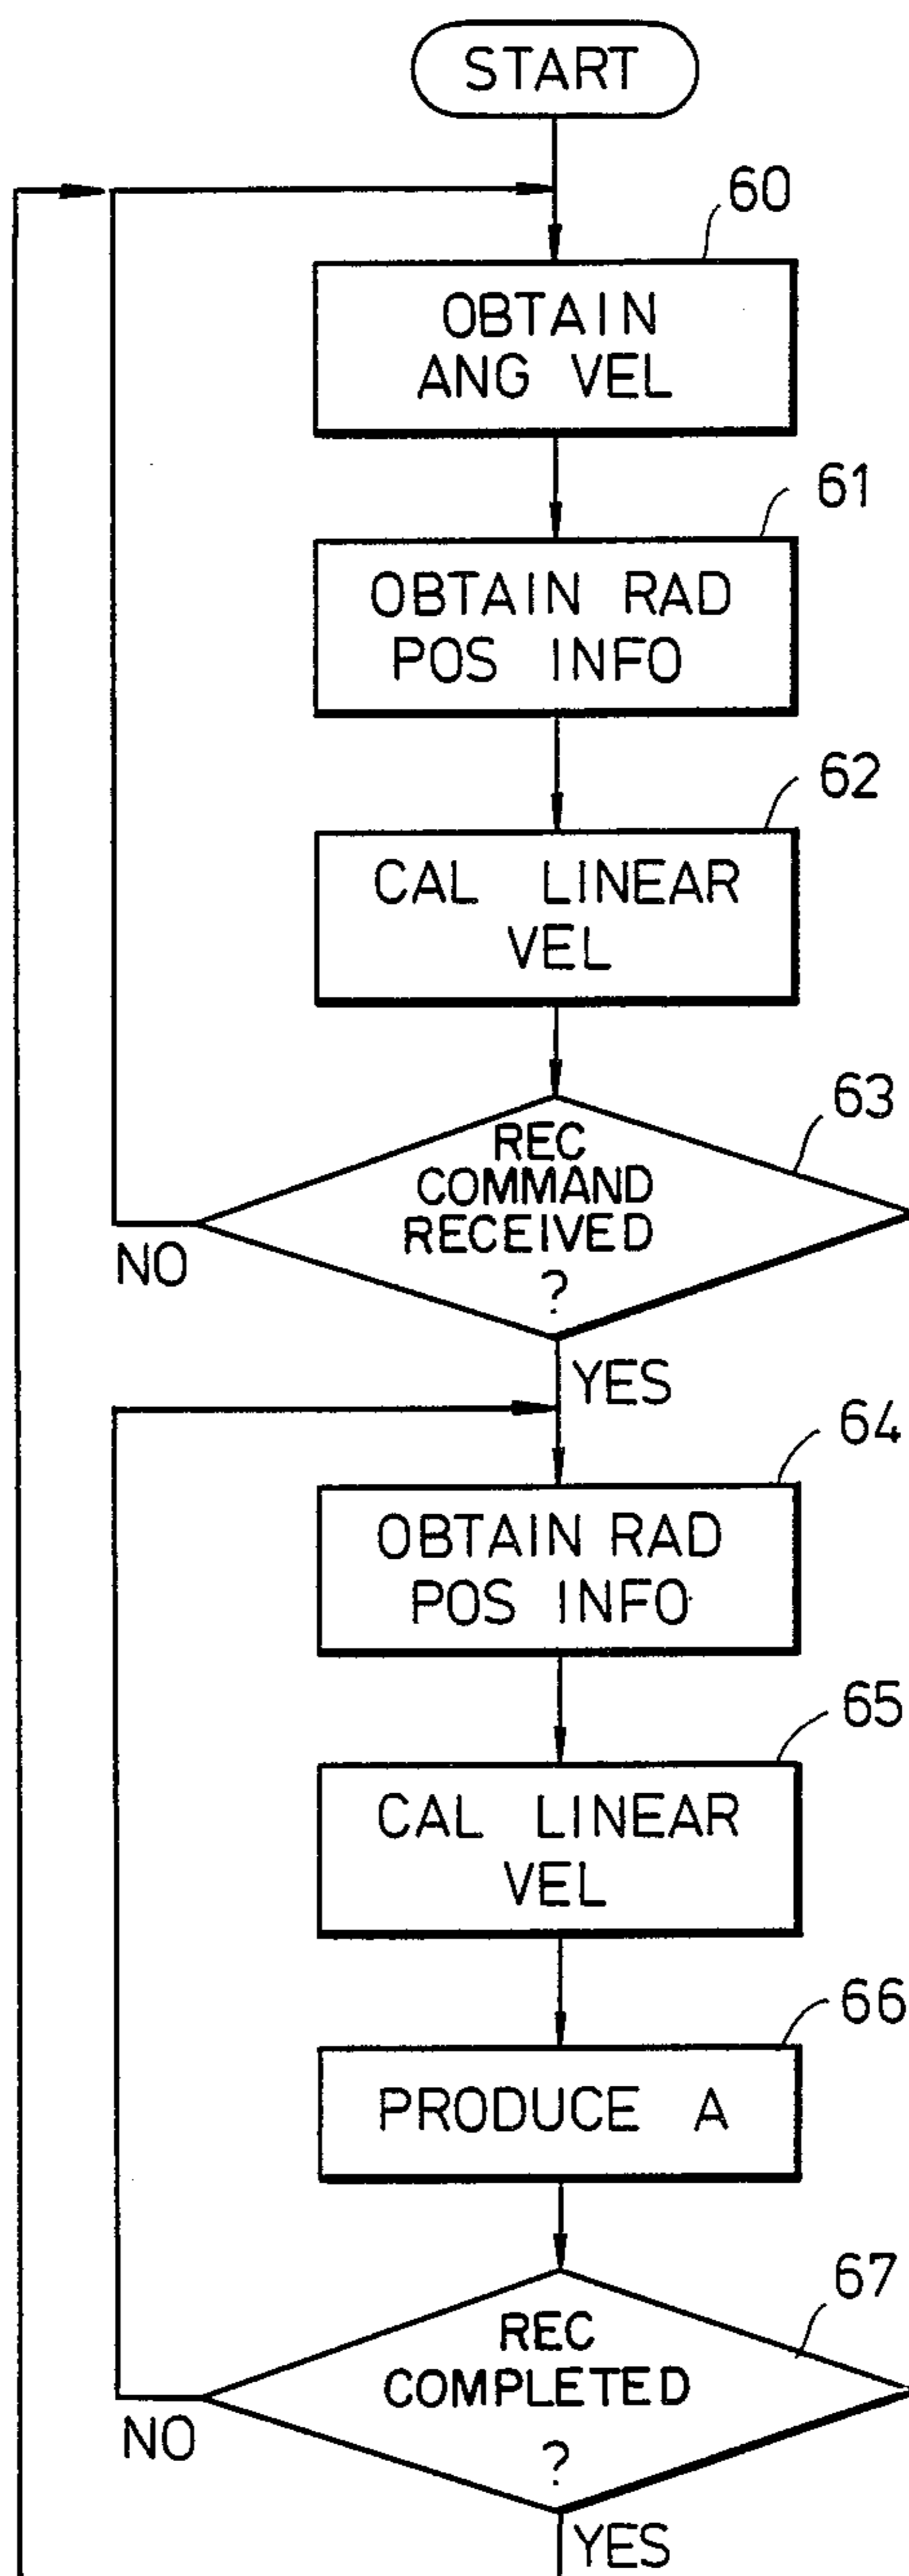 START
60
OBTAIN
ANG VEL
61
OBTAIN RAD
POS INFO
62
CAL LINEAR
VEL
63
REC
COMMAND
RECEIVED
?
NO
YES
64
OBTAIN RAD
POS INFO
65
CAL LINEAR
VEL
66
PRODUCE A
67
REC
COMPLETED
?
NO
YES